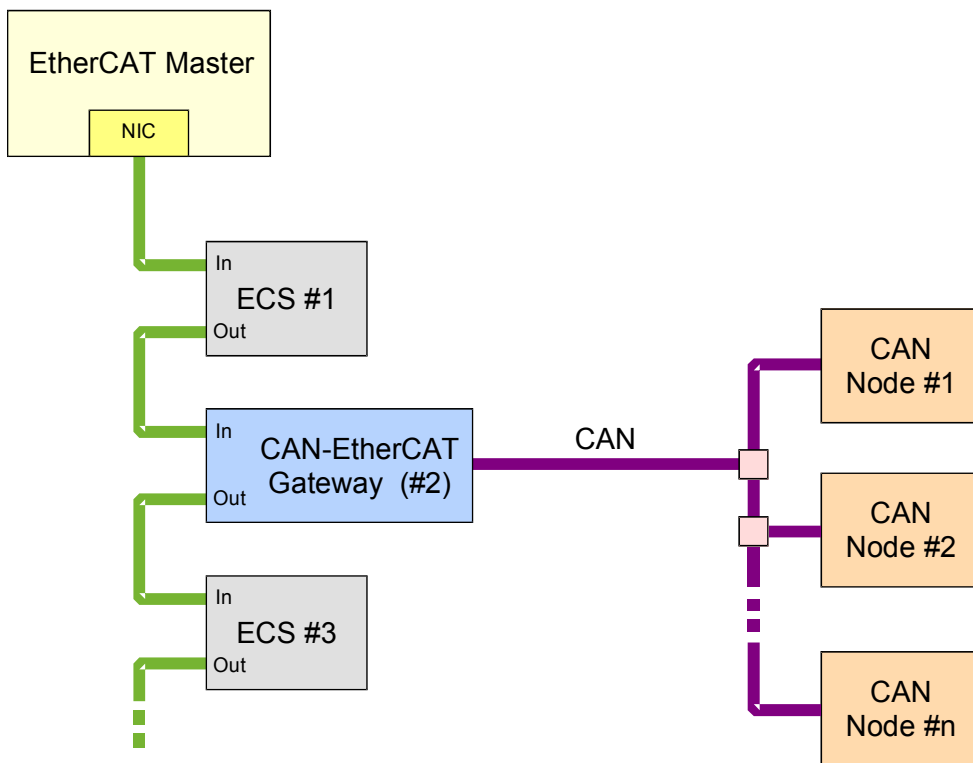 EtherCAT Master
NIC
In
ECS #1
Out
In
CAN-EtherCAT
Gateway (#2)
Out
CAN
In
ECS #3
Out
CAN
Node #1
CAN
Node #2
CAN
Node #n